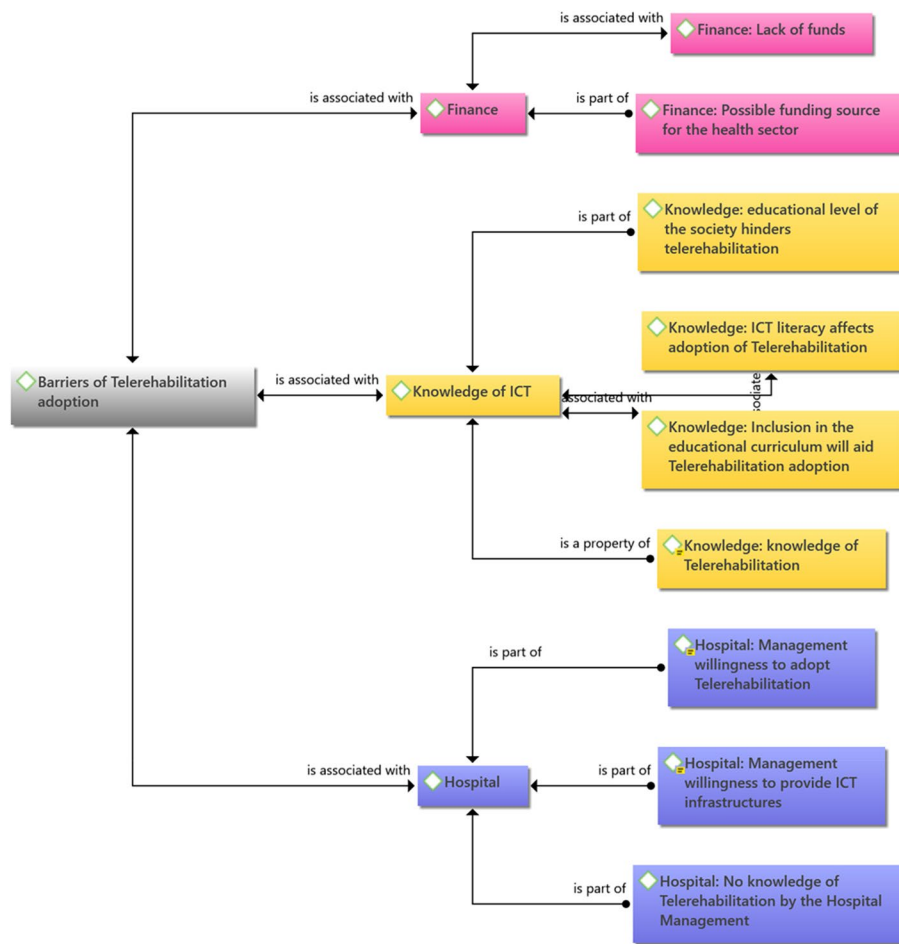 is associated with
Finance: Lack of funds
is associated with
Finance
is part of
Finance: Possible funding source
for the health sector
is part of
Knowledge: educational level of
the society hinders
telerehabilitation
Knowledge: ICT literacy affects
adoption of Telerehabilitation
Barriers of Telerehabilitation
adoption
is associated with
Knowledge of ICT
associated with
sociate
Knowledge: Inclusion in the
educational curriculum will aid
Telerehabilitation adoption
is a property of
Knowledge: knowledge of
Telerehabilitation
is part of
Hospital: Management
willingness to adopt
Telerehabilitation
is associated with
Hospital
is part of
Hospital: Management
willingness to provide ICT
infrastructures
is part of
Hospital: No knowledge of
Telerehabilitation by the Hospital
Management